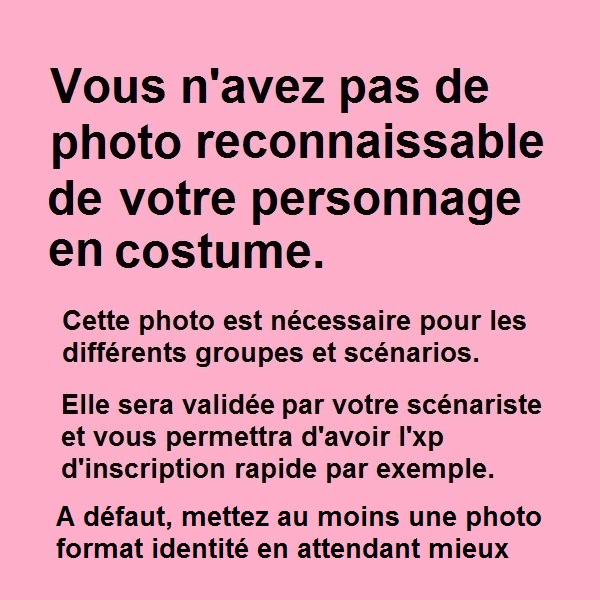 Vous n'avez pas de
photo reconnaissable
de votre personnage
en costume.
Cette photo est nécessaire pour les
différents groupes et scénarios.
Elle sera validée par votre scénariste
et vous permettra d'avoir l'xp
d'inscription rapide par exemple.
A défaut, mettez au moins une photo
format identité en attendant mieux